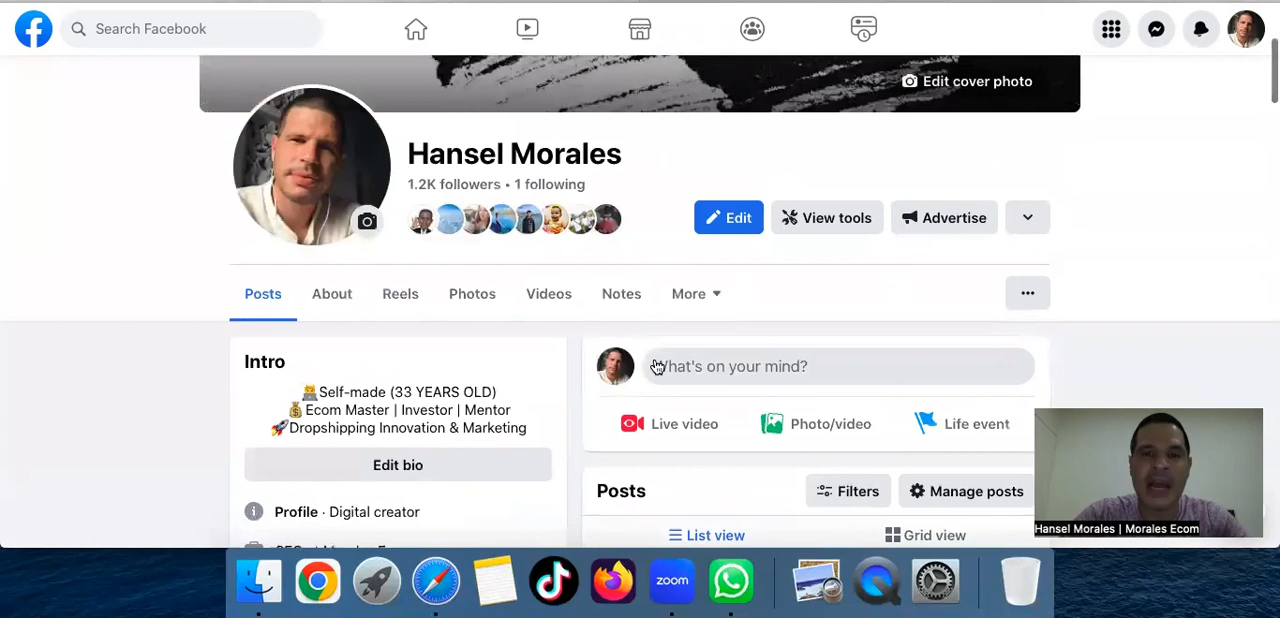 Search Facebook
Edit cover photo
Hansel Morales
1.2K followers • 1 following
Edit
View tools
Advertise
Posts
About
Reels
Photos
Videos
Notes
More
Intro
Self-made (33 YEARS OLD)
Ecom Master | Investor | Mentor
Dropshipping Innovation & Marketing
Edit bio
Profile · Digital creator
What's on your mind?
Live video
Photo/video
Life event
Posts
Filters
Manage posts
List view
Grid view
Hansel Morales | Morales Ecom
zoom